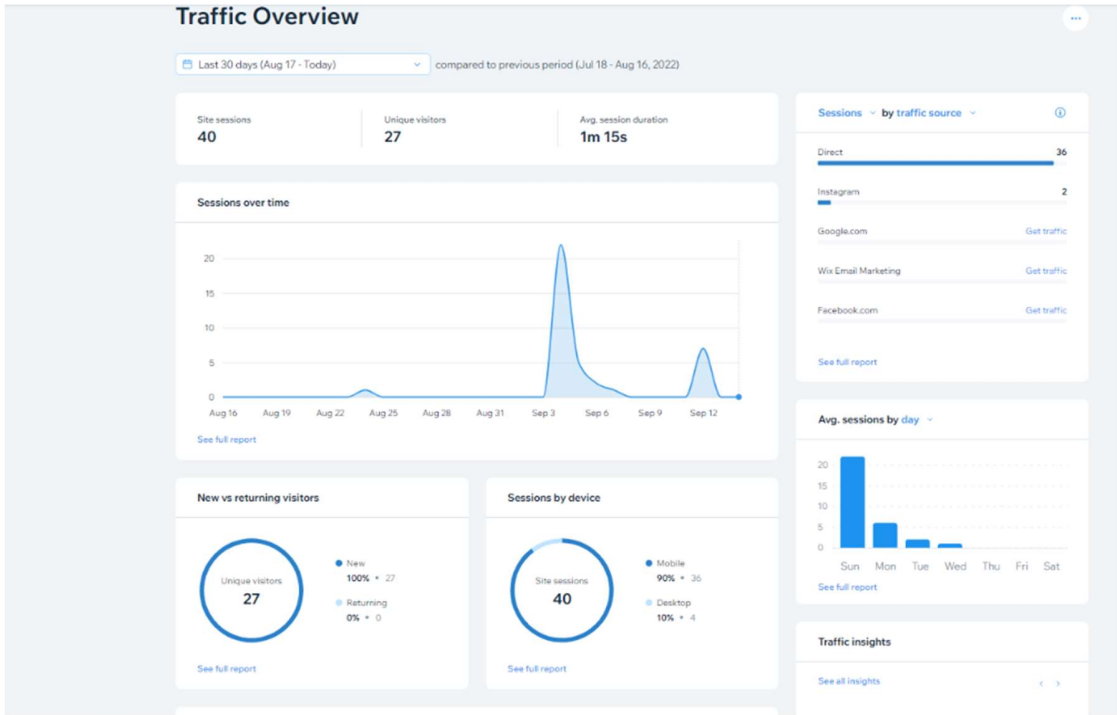 Traffic Overview
...
Last 30 days (Aug 17 - Today)
compared to previous period (Jul 18 - Aug 16, 2022)
Site sessions
40
Unique visitors
27
Avg. session duration
1m 15s
Sessions over time
20
15
10
5
0
Aug 16 Aug 19 Aug 22 Aug 25 Aug 28 Aug 31 Sep 3 Sep 6 Sep 9 Sep 12
See full report
New vs returning visitors
Unique visitors
27
New
100% • 27
Returning
0% • 0
See full report
Sessions by device
Site sessions
40
Mobile
90% • 36
Desktop
10% • 4
See full report
Sessions by traffic source
Direct 36
Instagram 2
Google.com Get traffic
Wix Email Marketing Get traffic
Facebook.com Get traffic
See full report
Avg. sessions by day
20
15
10
5
0
Sun Mon Tue Wed Thu Fri Sat
See full report
Traffic insights
See all insights